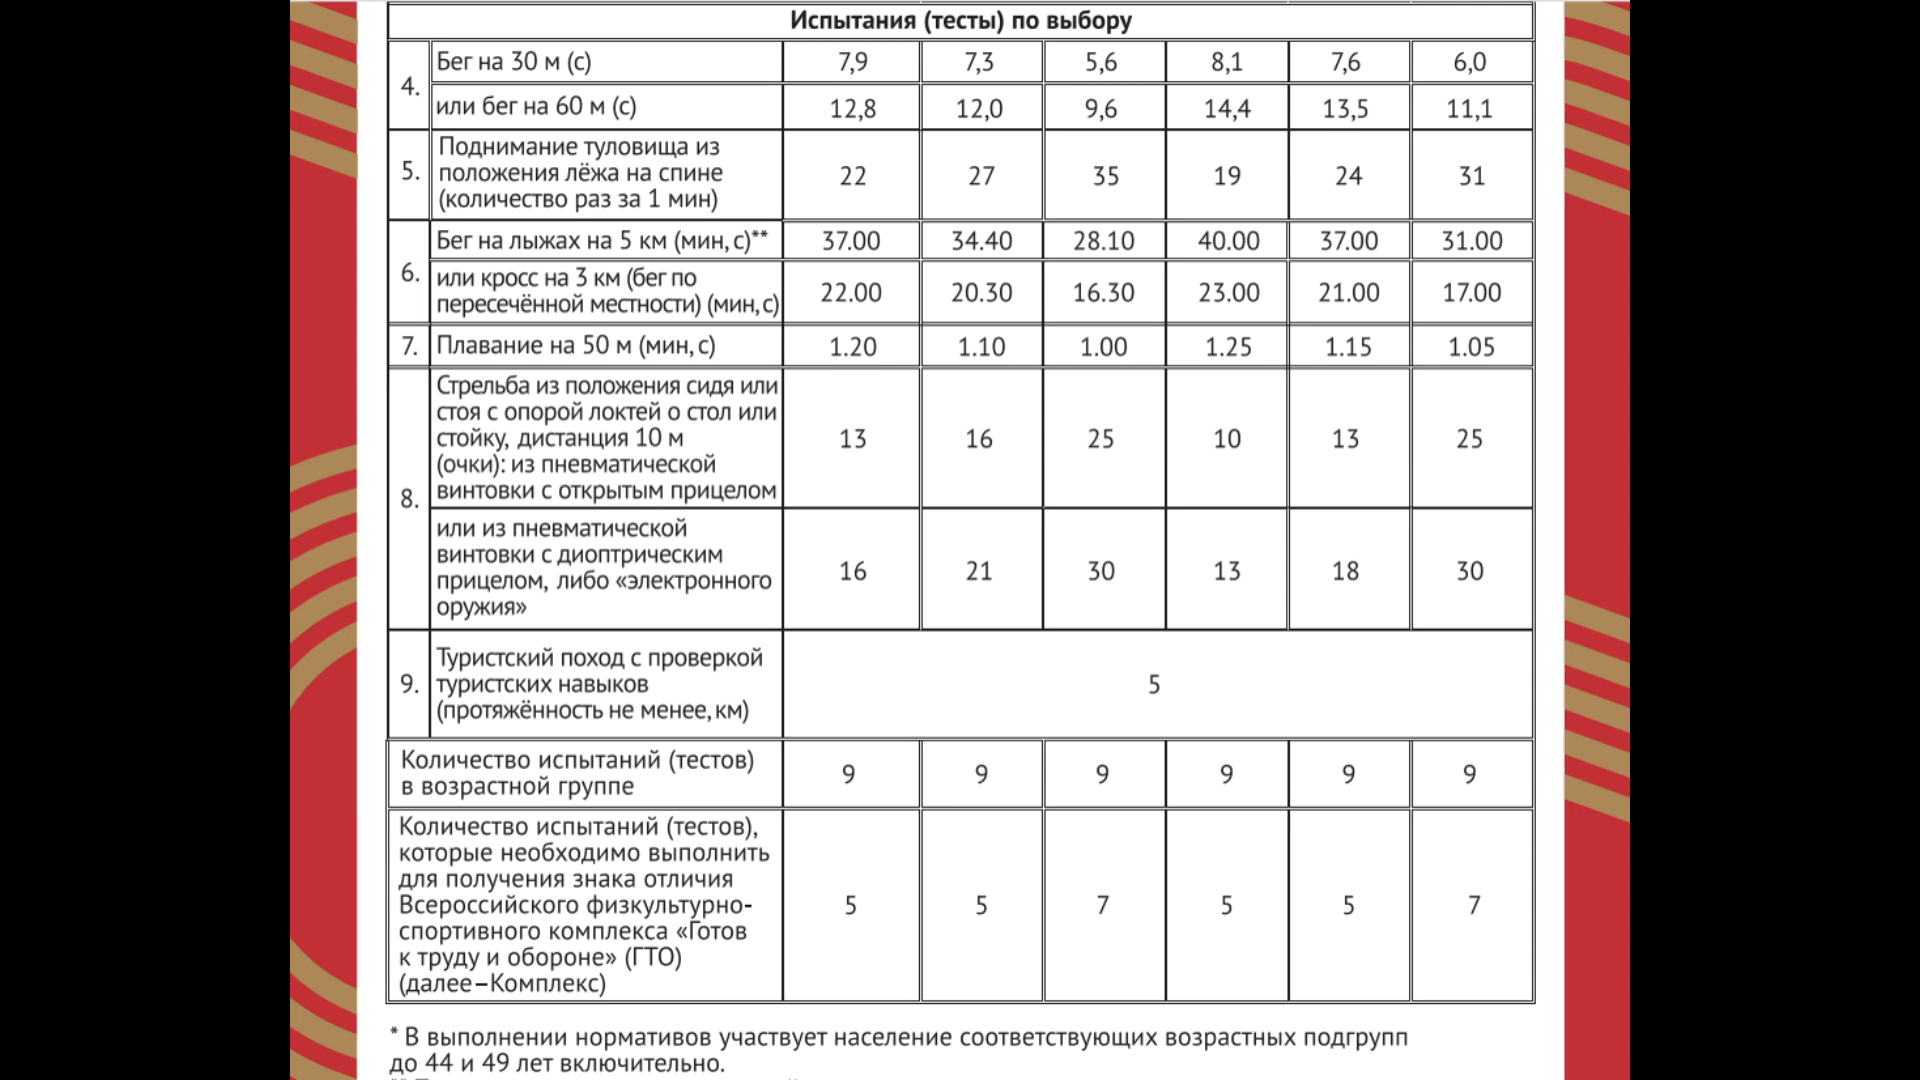 Испытания (тесты) по выбору
4.
Бег на 30 м (с) 7,9 7,3 5,6 8,1 7,6 6,0
или бег на 60 м (с) 12,8 12,0 9,6 14,4 13,5 11,1
5.
Поднимание туловища из
положения лёжа на спине
(количество раз за 1 мин)
22 27 35 19 24 31
6.
Бег на лыжах на 5 км (мин, с)** 37.00 34.40 28.10 40.00 37.00 31.00
или кросс на 3 км (бег по
пересечённой местности) (мин, с)
22.00 20.30 16.30 23.00 21.00 17.00
7. Плавание на 50 м (мин, с) 1.20 1.10 1.00 1.25 1.15 1.05
8.
Стрельба из положения сидя или
стоя с опорой локтей о стол или
стойку, дистанция 10 м
(очки): из пневматической
винтовки с открытым прицелом
13 16 25 10 13 25
или из пневматической
винтовки с диоптрическим
прицелом, либо «электронного
оружия»
16 21 30 13 18 30
9.
Туристский поход с проверкой
туристских навыков
(протяжённость не менее, км)
5
Количество испытаний (тестов)
в возрастной группе
9 9 9 9 9 9
Количество испытаний (тестов),
которые необходимо выполнить
для получения знака отличия
Всероссийского физкультурно-
спортивного комплекса «Готов
к труду и обороне» (ГТО)
(далее–Комплекс)
5 5 7 5 5 7
* В выполнении нормативов участвует население соответствующих возрастных подгрупп
до 44 и 49 лет включительно.